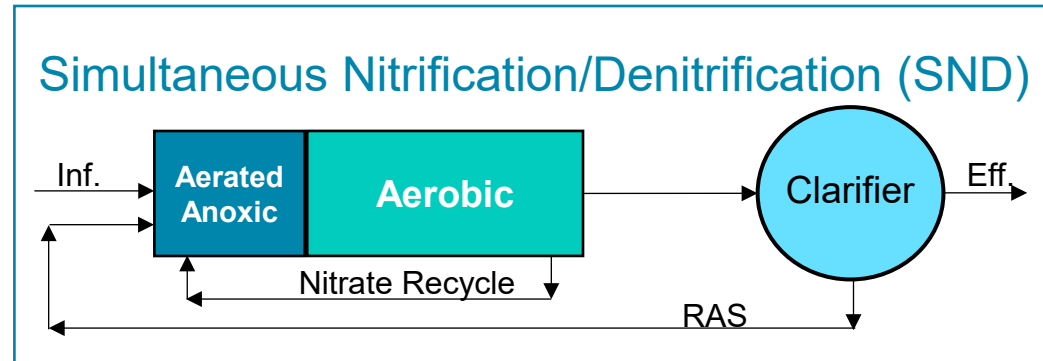 Simultaneous Nitrification/Denitrification (SND)
Inf.
Aerated
Anoxic
Aerobic
Clarifier
Eff.
Nitrate Recycle
RAS